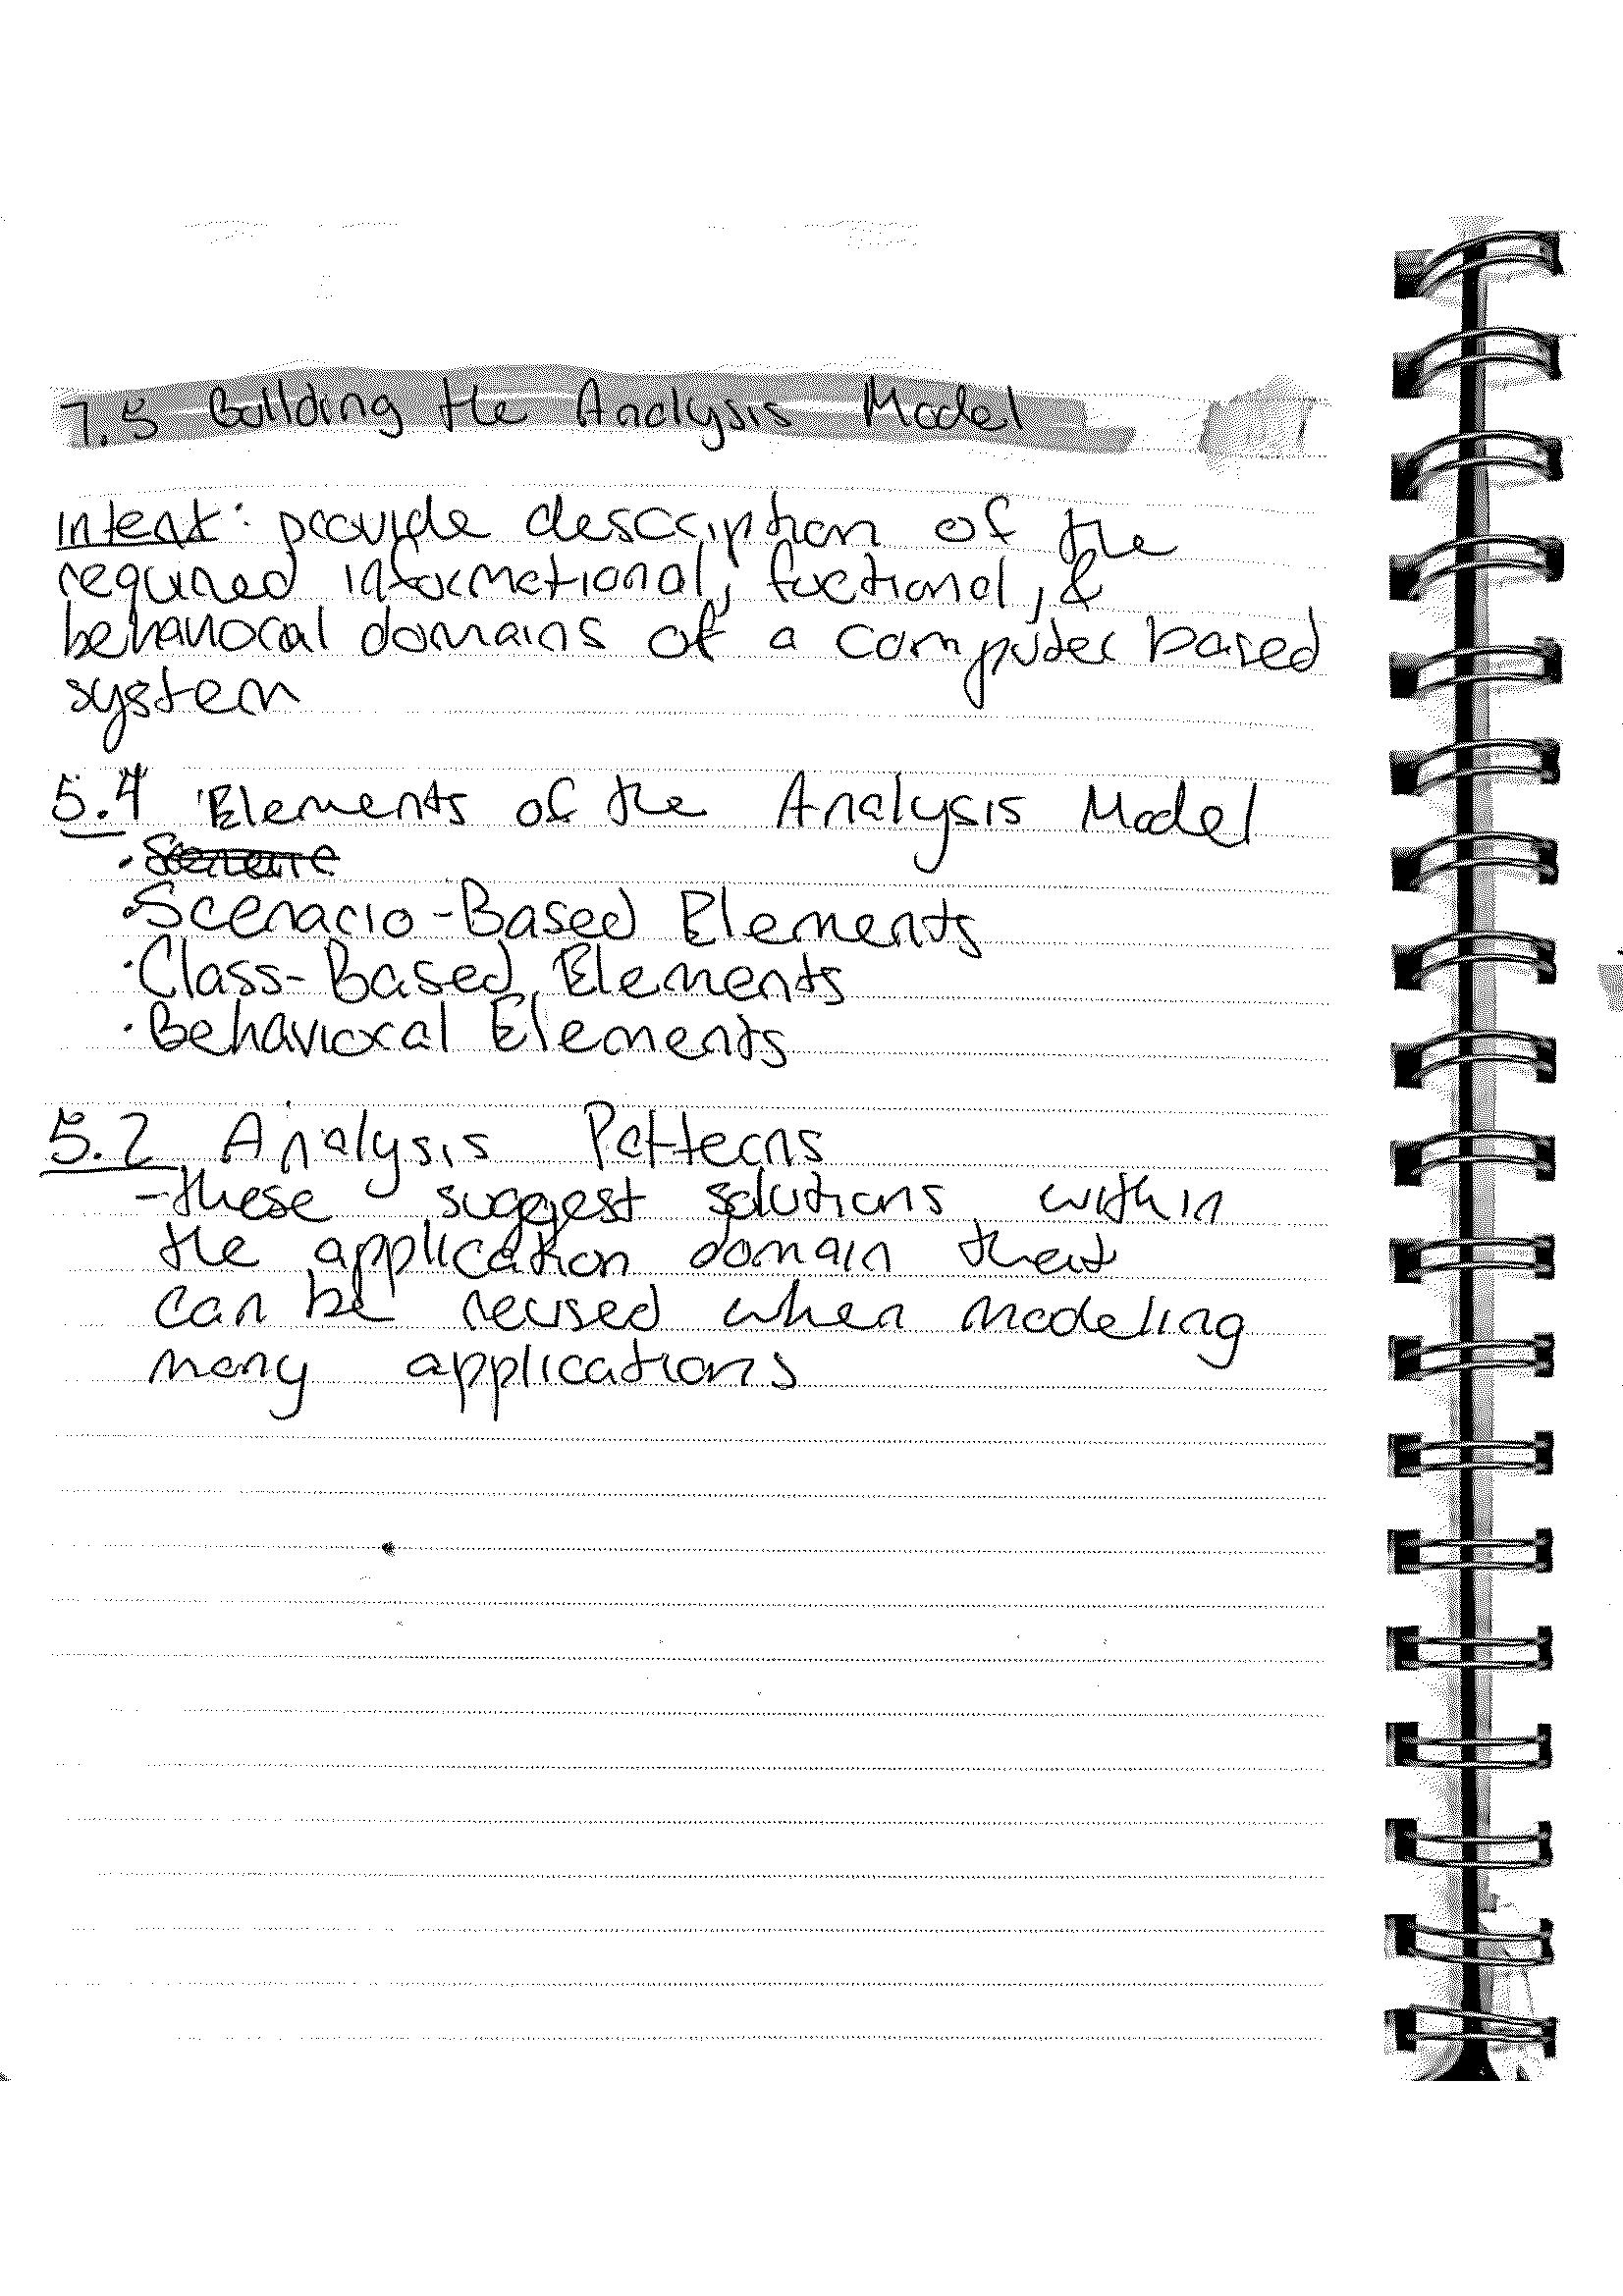 7.5 Building the Analysis Model
intent: provide description of the
required informational, fuctional, &
behavioral domains of a computer based
system
5.4 Elements of the Analysis Model
· Scenario-Based Elements
· Class-Based Elements
· Behavioral Elements
5.2 Analysis Patterns
- these suggest solutions within
the application domain that
can be reused when modeling
many applications